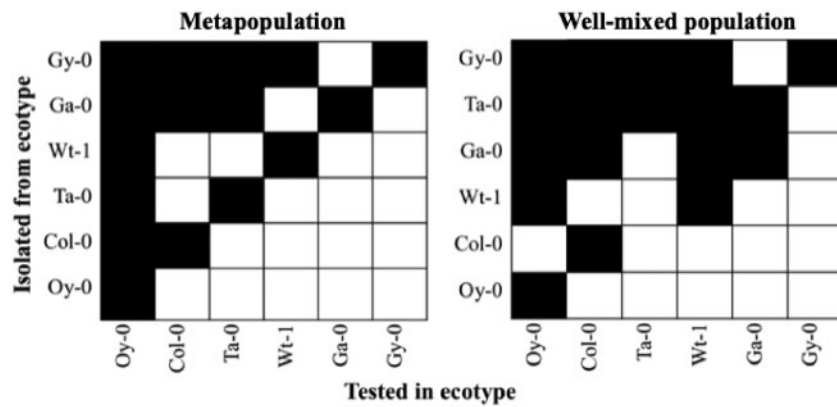 Metapopulation
Gy-0
Ga-0
Wt-1
Ta-0
Col-0
Oy-0
Isolated from ecotype
Oy-0
Col-0
Ta-0
Wt-1
Ga-0
Gy-0
Well-mixed population
Gy-0
Ta-0
Ga-0
Wt-1
Col-0
Oy-0
Oy-0
Col-0
Ta-0
Wt-1
Ga-0
Gy-0
Tested in ecotype